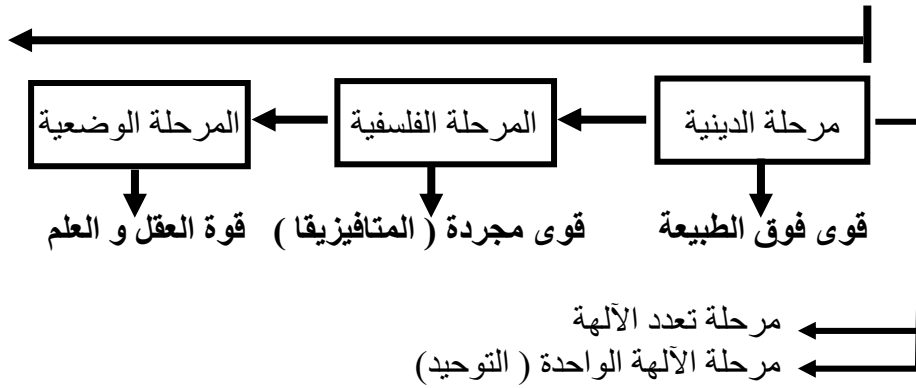 مرحلة الدينية
المرحلة الفلسفية
المرحلة الوضعية
قوى فوق الطبيعة
قوى مجردة ( المتافيزيقا )
قوة العقل و العلم
مرحلة تعدد الآلهة
مرحلة الآلهة الواحدة ( التوحيد)